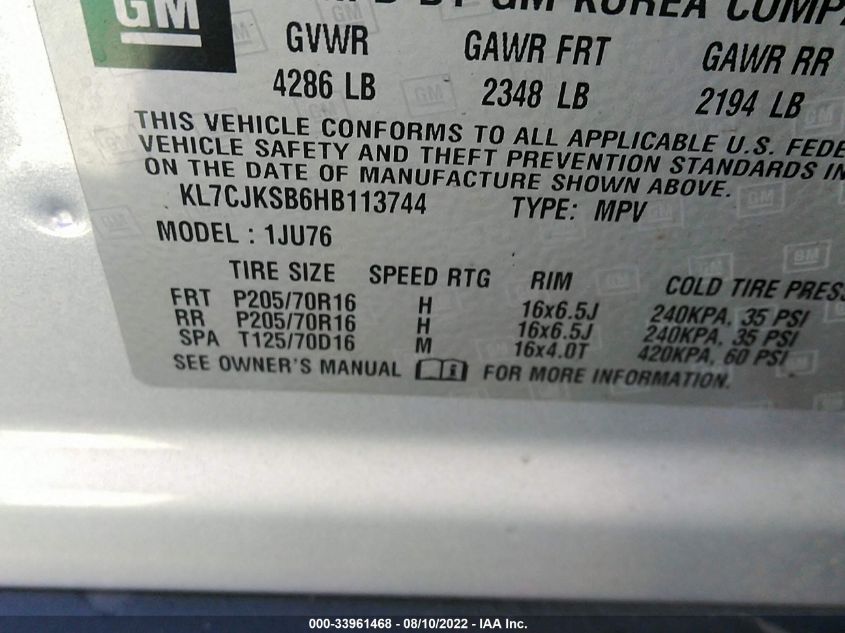 GM
BY GM KOREA
GVWR GAWR FRT GAWR RR
4286 LB 2348 LB 2194 LB
THIS VEHICLE CONFORMS TO ALL APPLICABLE U.S.
VEHICLE SAFETY AND THEFT PREVENTION STANDARDS IN
ON THE DATE OF MANUFACTURE SHOWN ABOVE.
KL7CJKSB6HB113744 TYPE: MPV
MODEL : 1JU76
TIRE SIZE SPEED RTG RIM COLD TIRE
FRT P205/70R16 H 16x6.5J 240KPA, 35 PSI
RR P205/70R16 H 16x6.5J 240KPA, 35 PSI
SPA T125/70D16 M 16x4.0T 420KPA, 60 PSI
SEE OWNER'S MANUAL i FOR MORE INFORMATION.
000-33961468 - 08/10/2022 - IAA Inc.